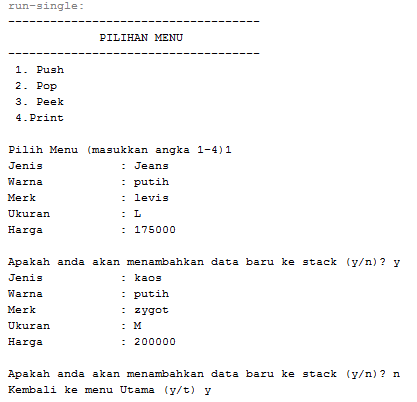 run-single:
------------------------------------
PILIHAN MENU
------------------------------------
1. Push
2. Pop
3. Peek
4.Print
Pilih Menu (masukkan angka 1-4)1
Jenis : Jeans
Warna : putih
Merk : levis
Ukuran : L
Harga : 175000
Apakah anda akan menambahkan data baru ke stack (y/n)? y
Jenis : kaos
Warna : putih
Merk : zygot
Ukuran : M
Harga : 200000
Apakah anda akan menambahkan data baru ke stack (y/n)? n
Kembali ke menu Utama (y/t) y